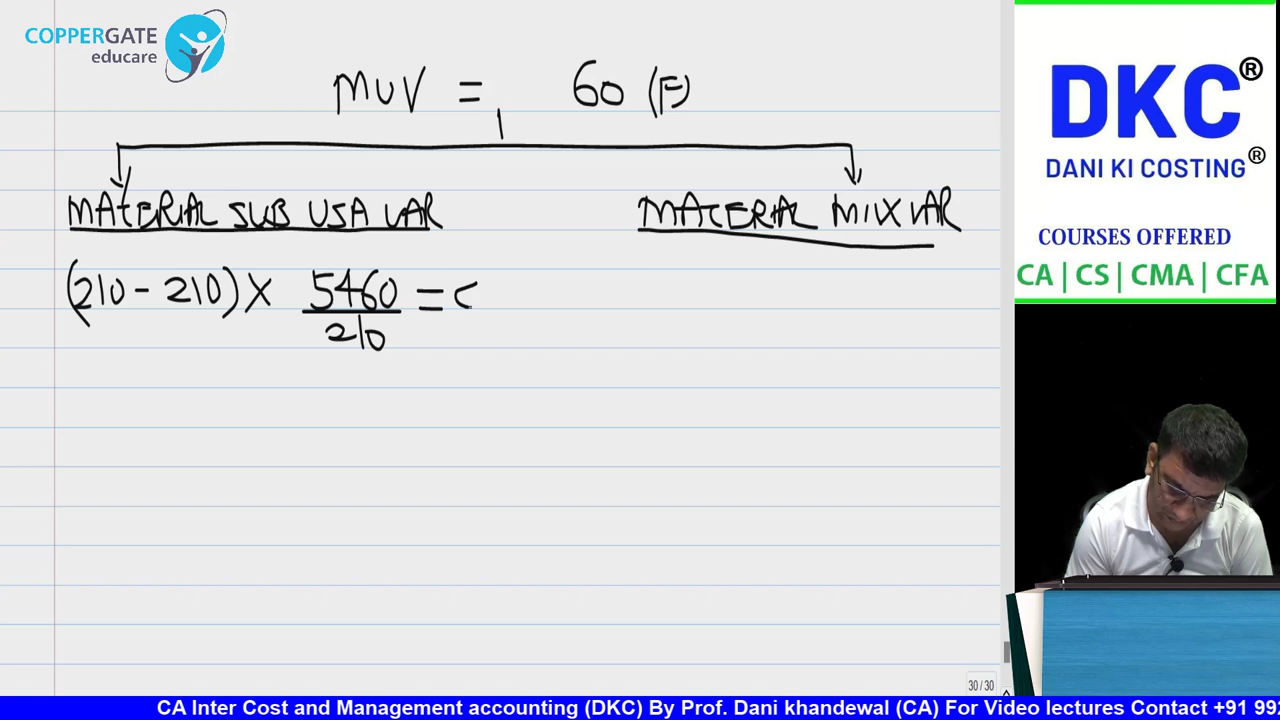 COPPERGATE
educare
MUV = 60 (F)
MATERIAL SUB USA VAR
MATERIAL MIX VAR
(210 - 210) X 5460 =
210
30/30
DKC®
DANI KI COSTING®
COURSES OFFERED
CA | CS | CMA | CFA
CA Inter Cost and Management accounting (DKC) By Prof. Dani khandewal (CA) For Video lectures Contact +91 992